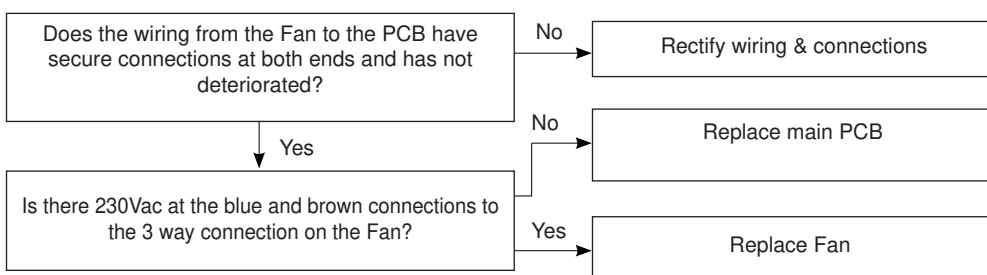 Does the wiring from the Fan to the PCB have
secure connections at both ends and has not
deteriorated?
No
Rectify wiring & connections
Yes
No
Replace main PCB
Is there 230Vac at the blue and brown connections to
the 3 way connection on the Fan?
Yes
Replace Fan